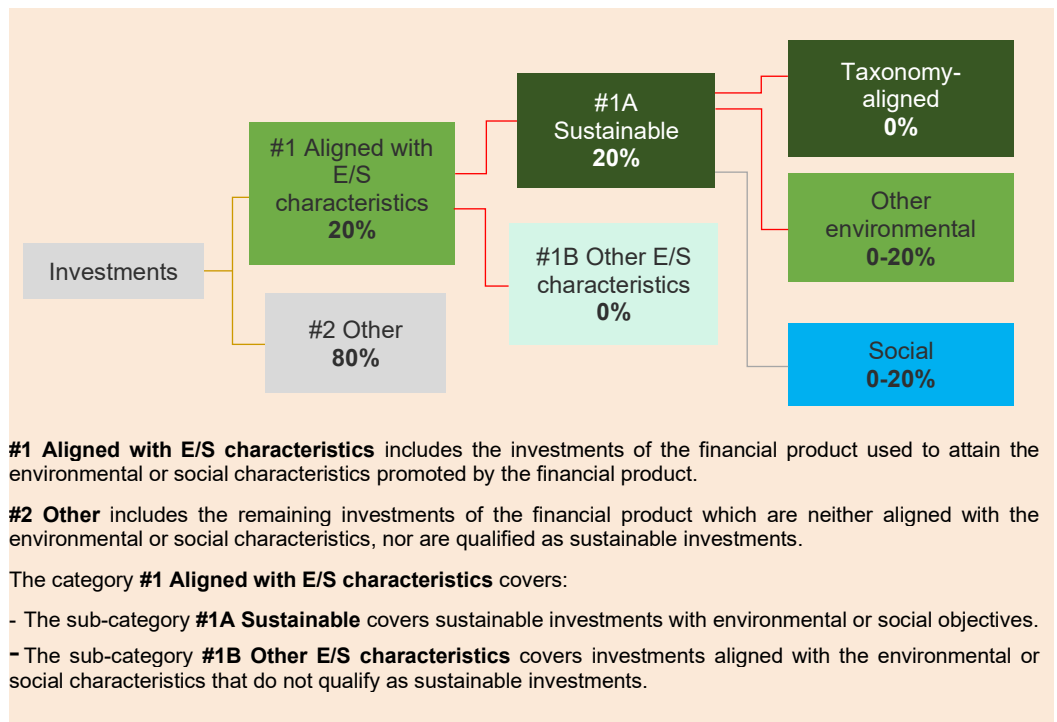 Investments
#1 Aligned with
E/S
characteristics
20%
#2 Other
80%
#1A
Sustainable
20%
#1B Other E/S
characteristics
0%
Taxonomy-
aligned
0%
Other
environmental
0-20%
Social
0-20%
#1 Aligned with E/S characteristics includes the investments of the financial product used to attain the
environmental or social characteristics promoted by the financial product.
#2 Other includes the remaining investments of the financial product which are neither aligned with the
environmental or social characteristics, nor are qualified as sustainable investments.
The category #1 Aligned with E/S characteristics covers:
- The sub-category #1A Sustainable covers sustainable investments with environmental or social objectives.
- The sub-category #1B Other E/S characteristics covers investments aligned with the environmental or
social characteristics that do not qualify as sustainable investments.